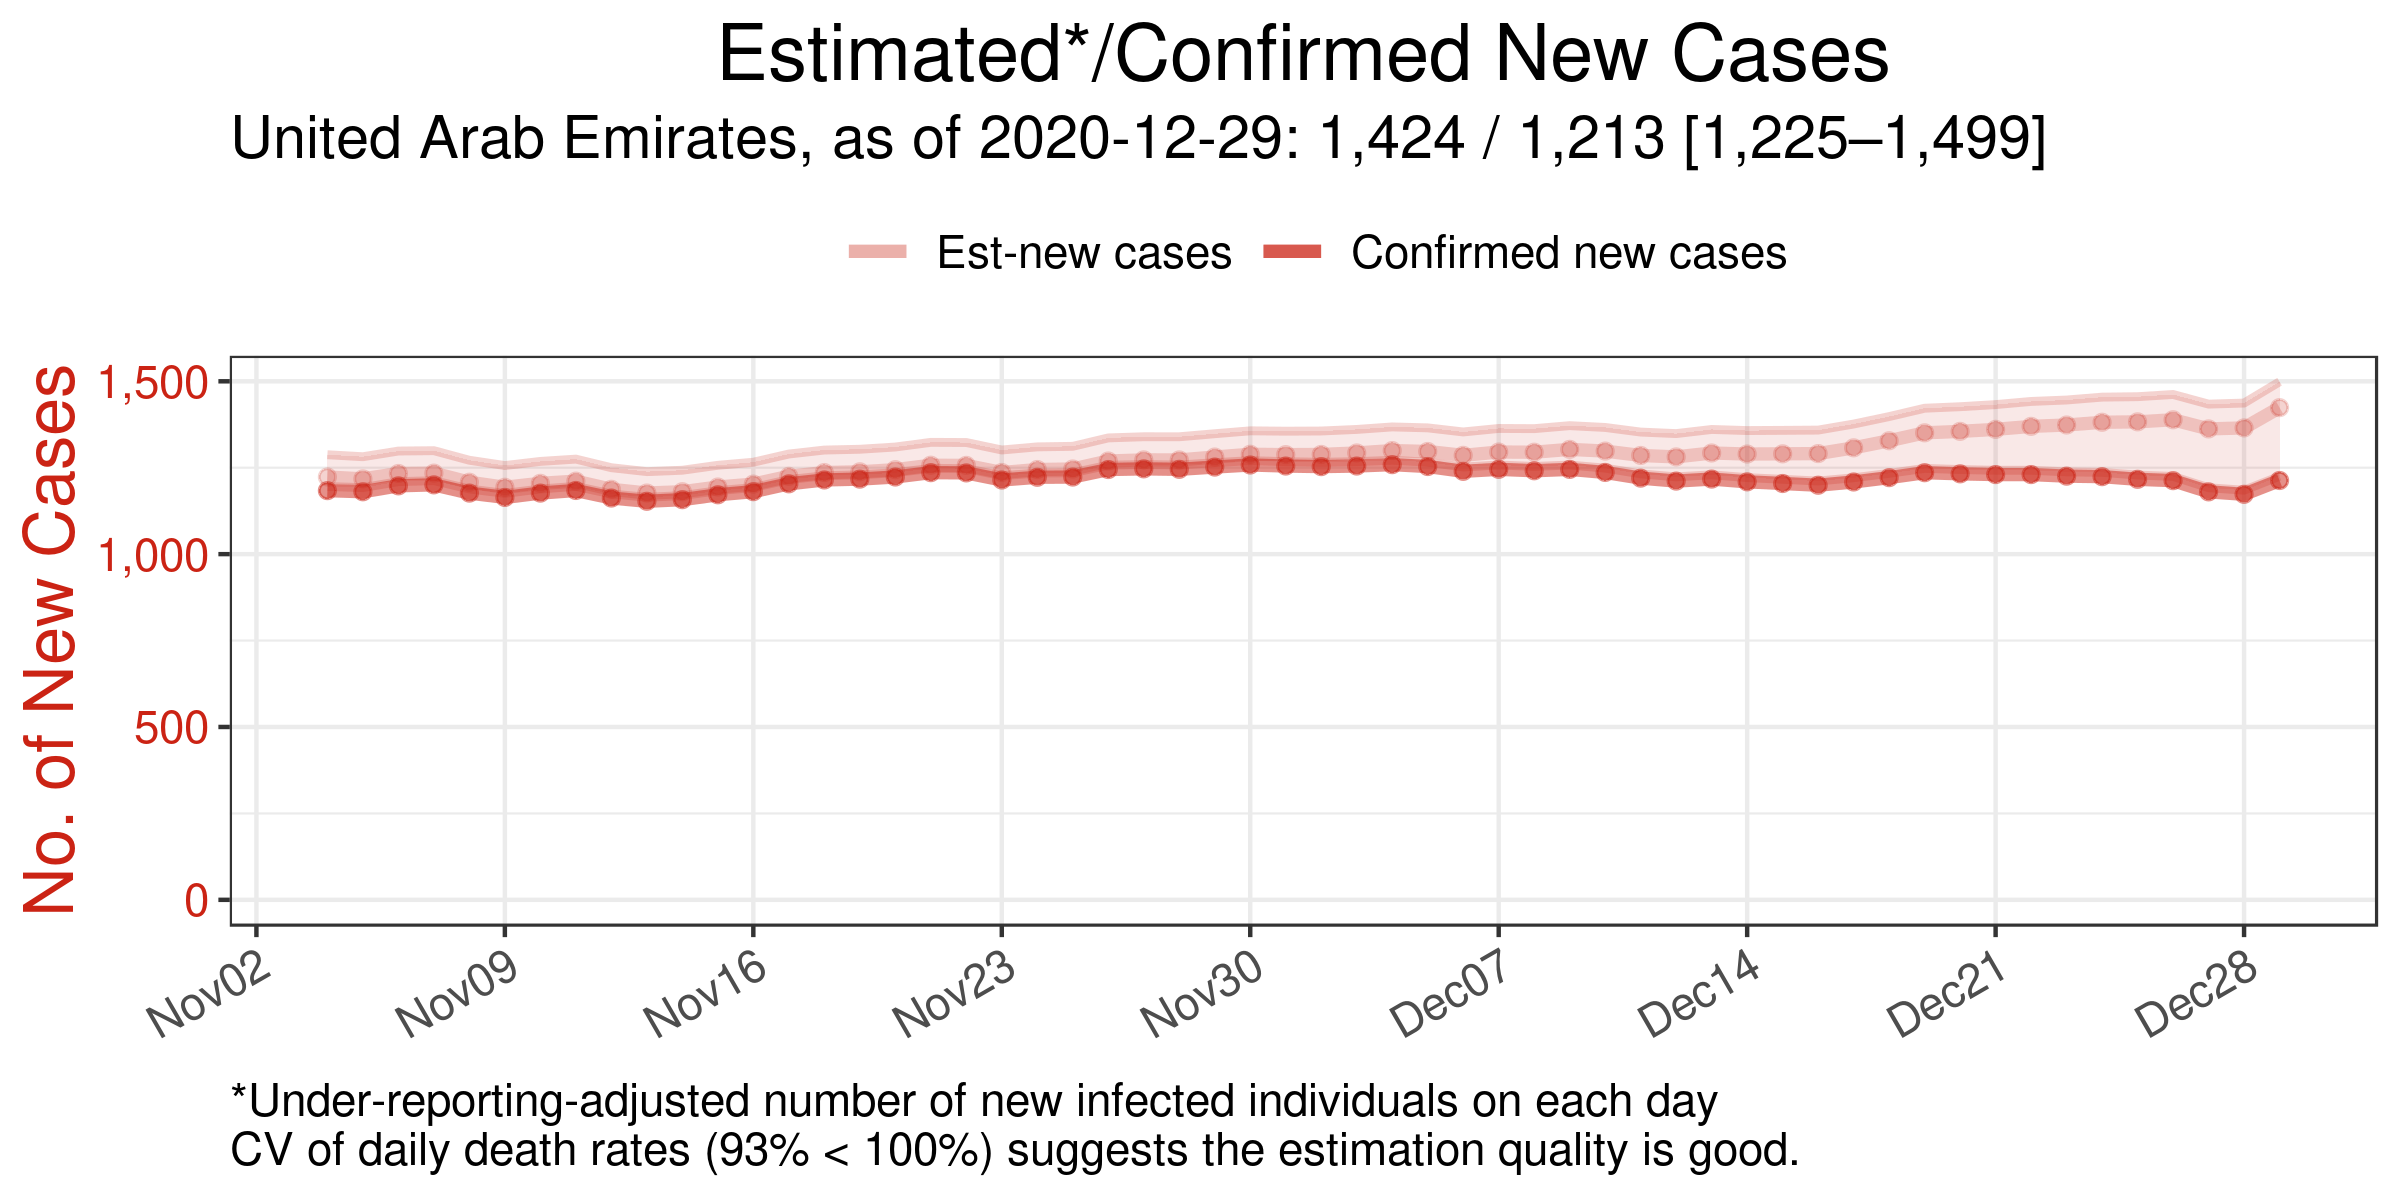 Estimated*/Confirmed New Cases
United Arab Emirates, as of 2020-12-29: 1,424 / 1,213 [1,225–1,499]
Est-new cases
Confirmed new cases
No. of New Cases
1,500
1,000
500
0
Nov02
Nov09
Nov16
Nov23
Nov30
Dec07
Dec14
Dec21
Dec28
*Under-reporting-adjusted number of new infected individuals on each day
CV of daily death rates (93% < 100%) suggests the estimation quality is good.